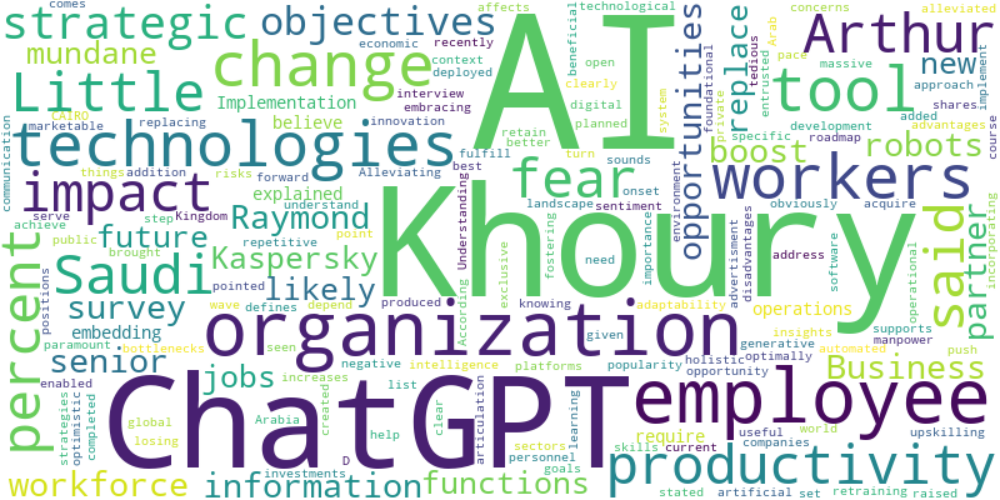 comes
affects
technological
strategic
objectives
AI
Arthur
concerns
alleviated
economic
recently
beneficial
Arab
mundane
change
context
deployed
open
clearly
pace
massive
new
Little
Implementation
interview
embracing
digital
opportunities
foundational
tedious
replace
entrusted
tool
approach
implement
CAIRO
believe
innovation
retain
planned
system
private
shares
marketable
replacing
better
specific
development
added
advantages
technologies
things
addition
Alleviating
fulfill
turn
roadmap
course
communication
risks
forward
best
sounds
boost
robots
impact
explained
understand
fear
workers
achieve
serve
step
Kingdom
Raymond
onset
landscape
sentiment
environment
obviously
acquire
future
repetitive
point
Khoury
public
brought
Kaspersky
Understanding
exclusive
fostering
need
importance
address
said
partner
incorporating
percent
Saudi
likely
pointed
knowing
adaptability
advertisement
disadvantages
software
operational
positions
survey
wave
defines
depend
produced
According
given
operations
embedding
organization
insights
supports
manpower
paramount
bottlenecks
seen
platforms
popularity
generative
optimally
automated
push
senior
negative
intelligence
holistic
opportunity
Business
enabled
jobs
increases
list
ChatGPT
employee
strategies
optimistic
completed
global
losing
Arabia
created
help
clear
articulation
sectors
personnel
goals
learning
skills
require
current
useful
companies
world
upskilling
investments
D
workforce
information
functions
productivity
stated
artificial
set
retraining
raised